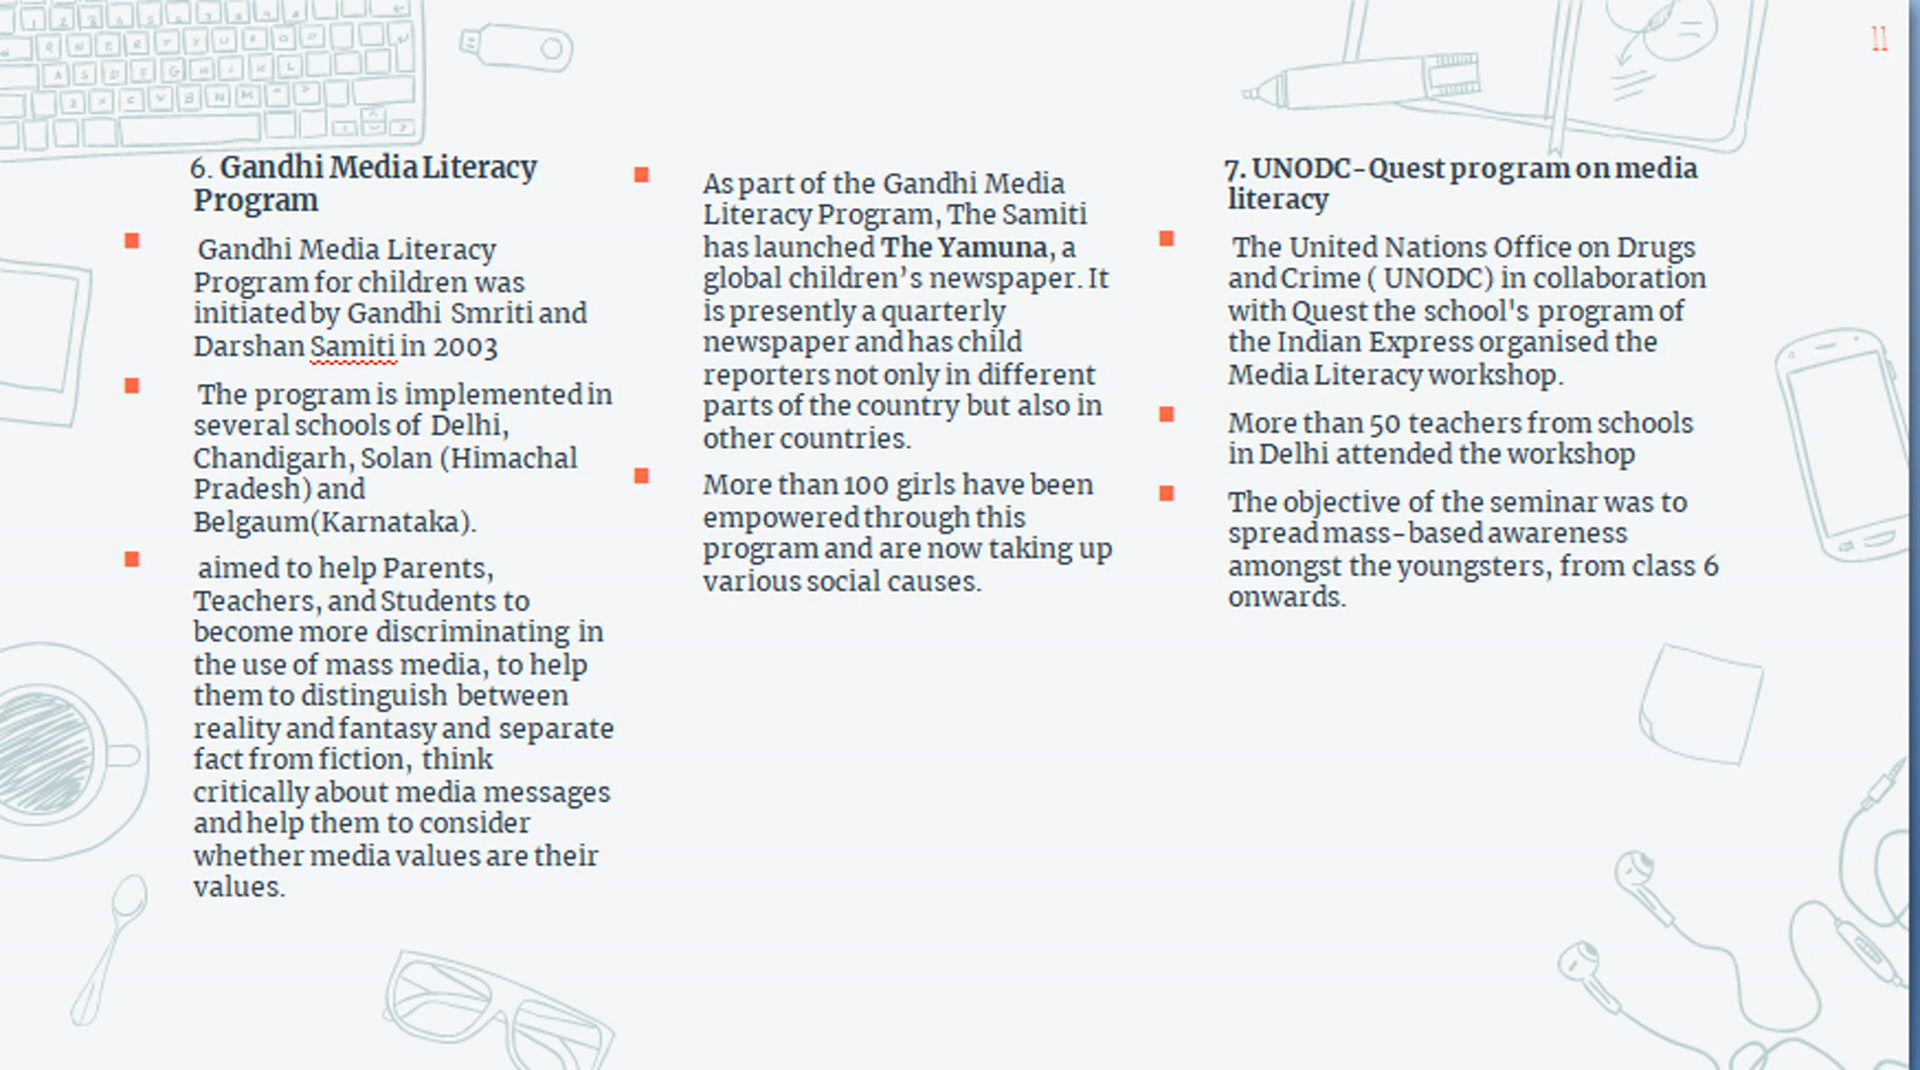 11
6. Gandhi Media Literacy
Program
Gandhi Media Literacy
Program for children was
initiated by Gandhi Smriti and
Darshan Samiti in 2003
The program is implemented in
several schools of Delhi,
Chandigarh, Solan (Himachal
Pradesh) and
Belgaum(Karnataka).
aimed to help Parents,
Teachers, and Students to
become more discriminating in
the use of mass media, to help
them to distinguish between
reality and fantasy and separate
fact from fiction, think
critically about media messages
and help them to consider
whether media values are their
values.
As part of the Gandhi Media
Literacy Program, The Samiti
has launched The Yamuna, a
global children's newspaper. It
is presently a quarterly
newspaper and has child
reporters not only in different
parts of the country but also in
other countries.
More than 100 girls have been
empowered through this
program and are now taking up
various social causes.
7. UNODC-Quest program on media
literacy
The United Nations Office on Drugs
and Crime ( UNODC) in collaboration
with Quest the school's program of
the Indian Express organised the
Media Literacy workshop.
More than 50 teachers from schools
in Delhi attended the workshop
The objective of the seminar was to
spread mass-based awareness
amongst the youngsters, from class 6
onwards.